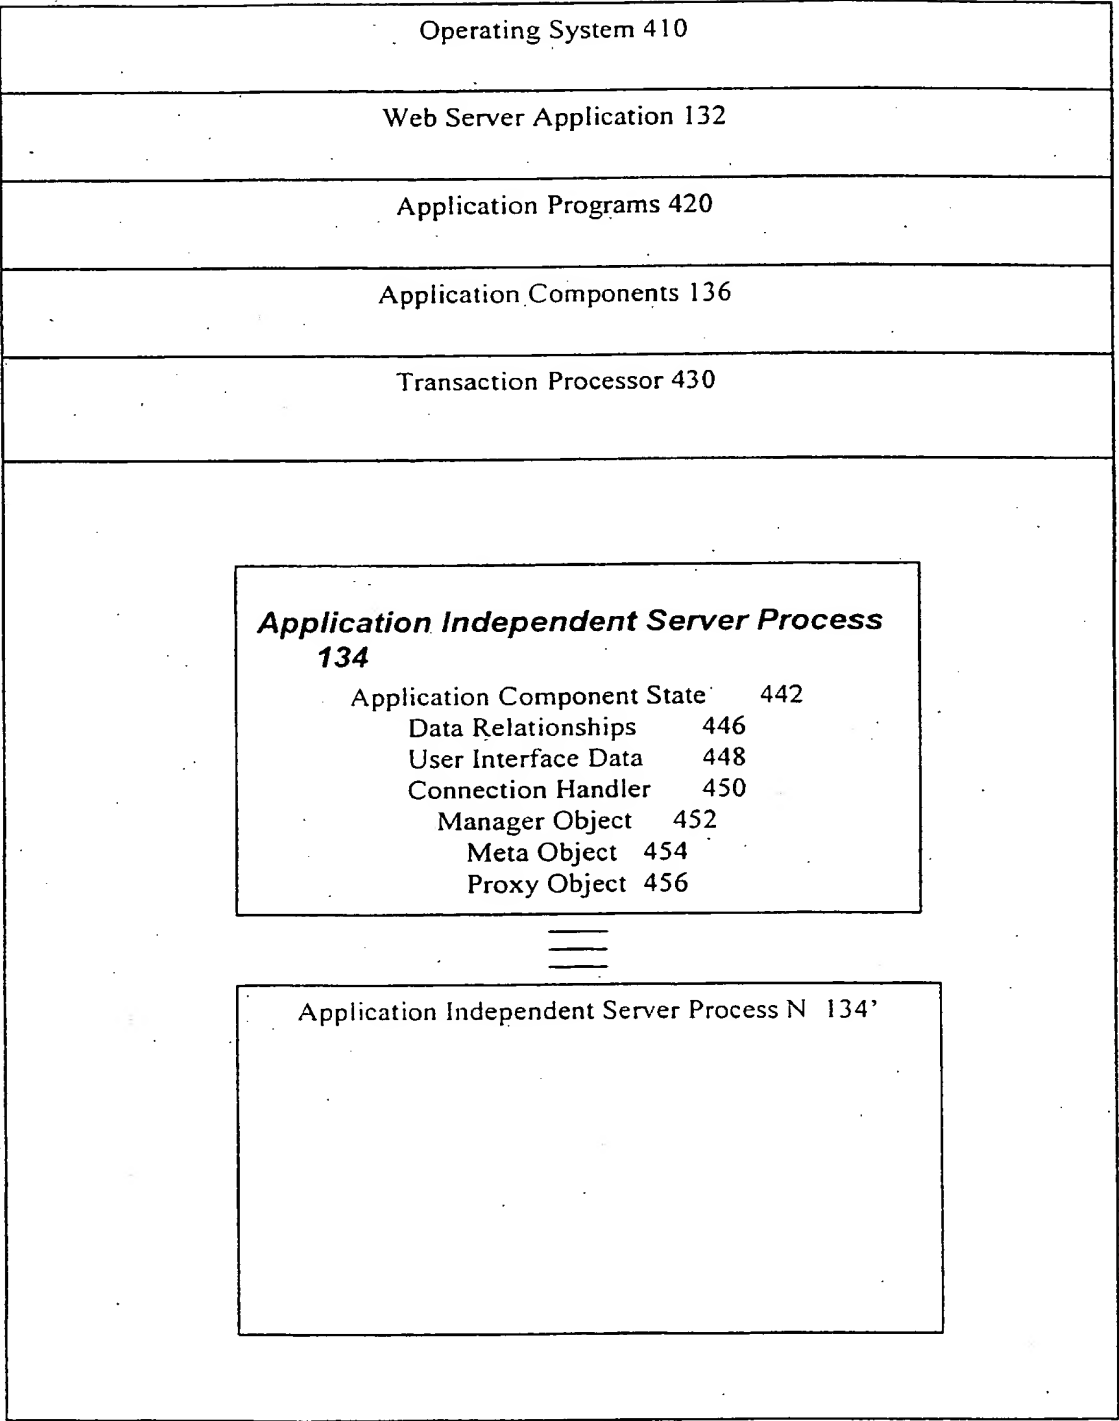 Operating System 410
Web Server Application 132
Application Programs 420
Application Components 136
Transaction Processor 430
Application Independent Server Process
134
Application Component State 442
Data Relationships 446
User Interface Data 448
Connection Handler 450
Manager Object 452
Meta Object 454
Proxy Object 456
Application Independent Server Process N 134'